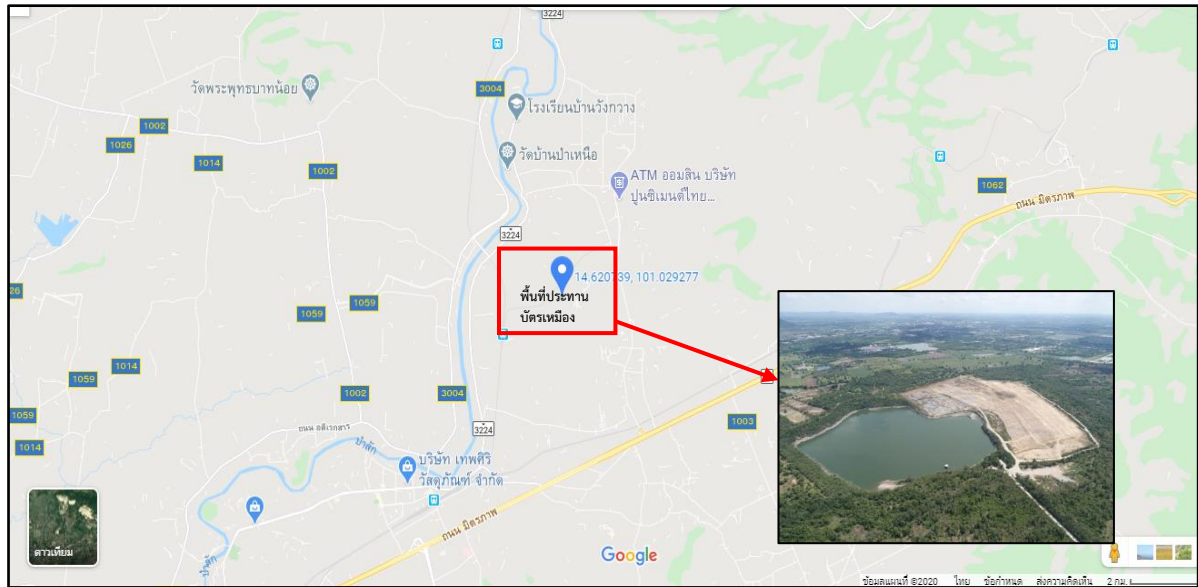 3224
วัดพระพุทธบาทน้อย
3004
โรงเรียนบ้านวังกวาง
1002
1026
1014
1002
วัดบ้านป่าเหนือ
ATM ออมสิน บริษัท
ปูนซิเมนต์ไทย...
1062
ถนน มิตรภาพ
3224
14.620739, 101.029277
พื้นที่ประทาน
บัตรเหมือง
26
1059
1059
1014
1059
1002
3004
1059
1003
1014
ถนน อดิเรกสาร
3224
ป่าสัก
บริษัท เทพศิริ
วัสดุภัณฑ์ จำกัด
ถนน มิตรภาพ
ดาวเทียม
ป่าสัก
Google
ข้อมูลแผนที่ ©2020 ไทย ข้อกำหนด ส่งความคิดเห็น 2 กม.